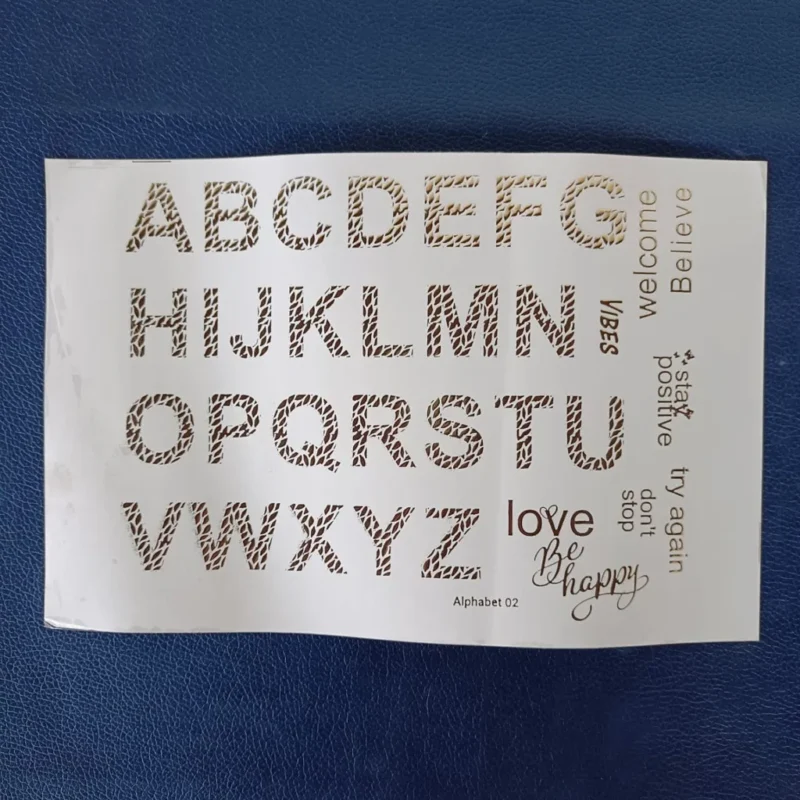 ABCDEFG
HIJKLMN
OPQRSTU
VWXYZ
welcome
Believe
VIBES
stay
positive
try again
don't
stop
love
Be
happy
Alphabet 02